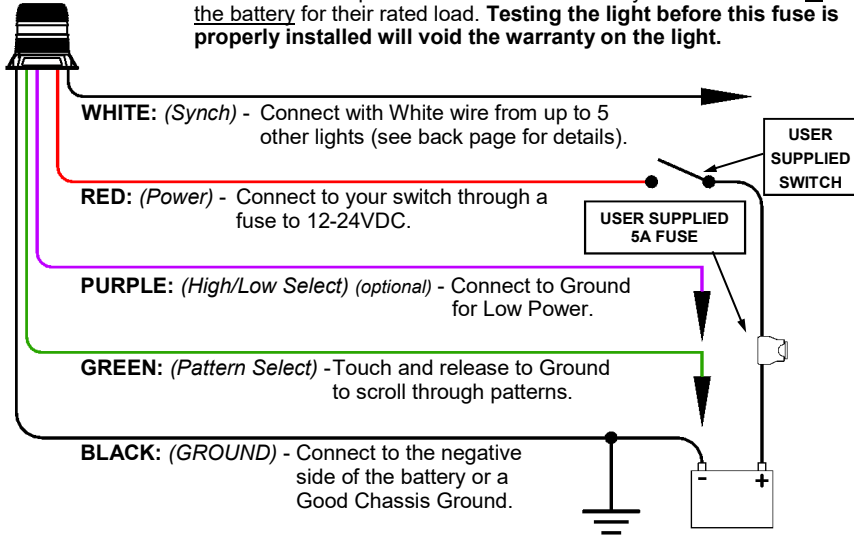 the battery for their rated load. Testing the light before this fuse is
properly installed will void the warranty on the light.
WHITE: (Synch) - Connect with White wire from up to 5
other lights (see back page for details).
USER
SUPPLIED
SWITCH
RED: (Power) - Connect to your switch through a
fuse to 12-24VDC.
USER SUPPLIED
5A FUSE
PURPLE: (High/Low Select) (optional) - Connect to Ground
for Low Power.
GREEN: (Pattern Select) -Touch and release to Ground
to scroll through patterns.
BLACK: (GROUND) - Connect to the negative
side of the battery or a
Good Chassis Ground.
- +